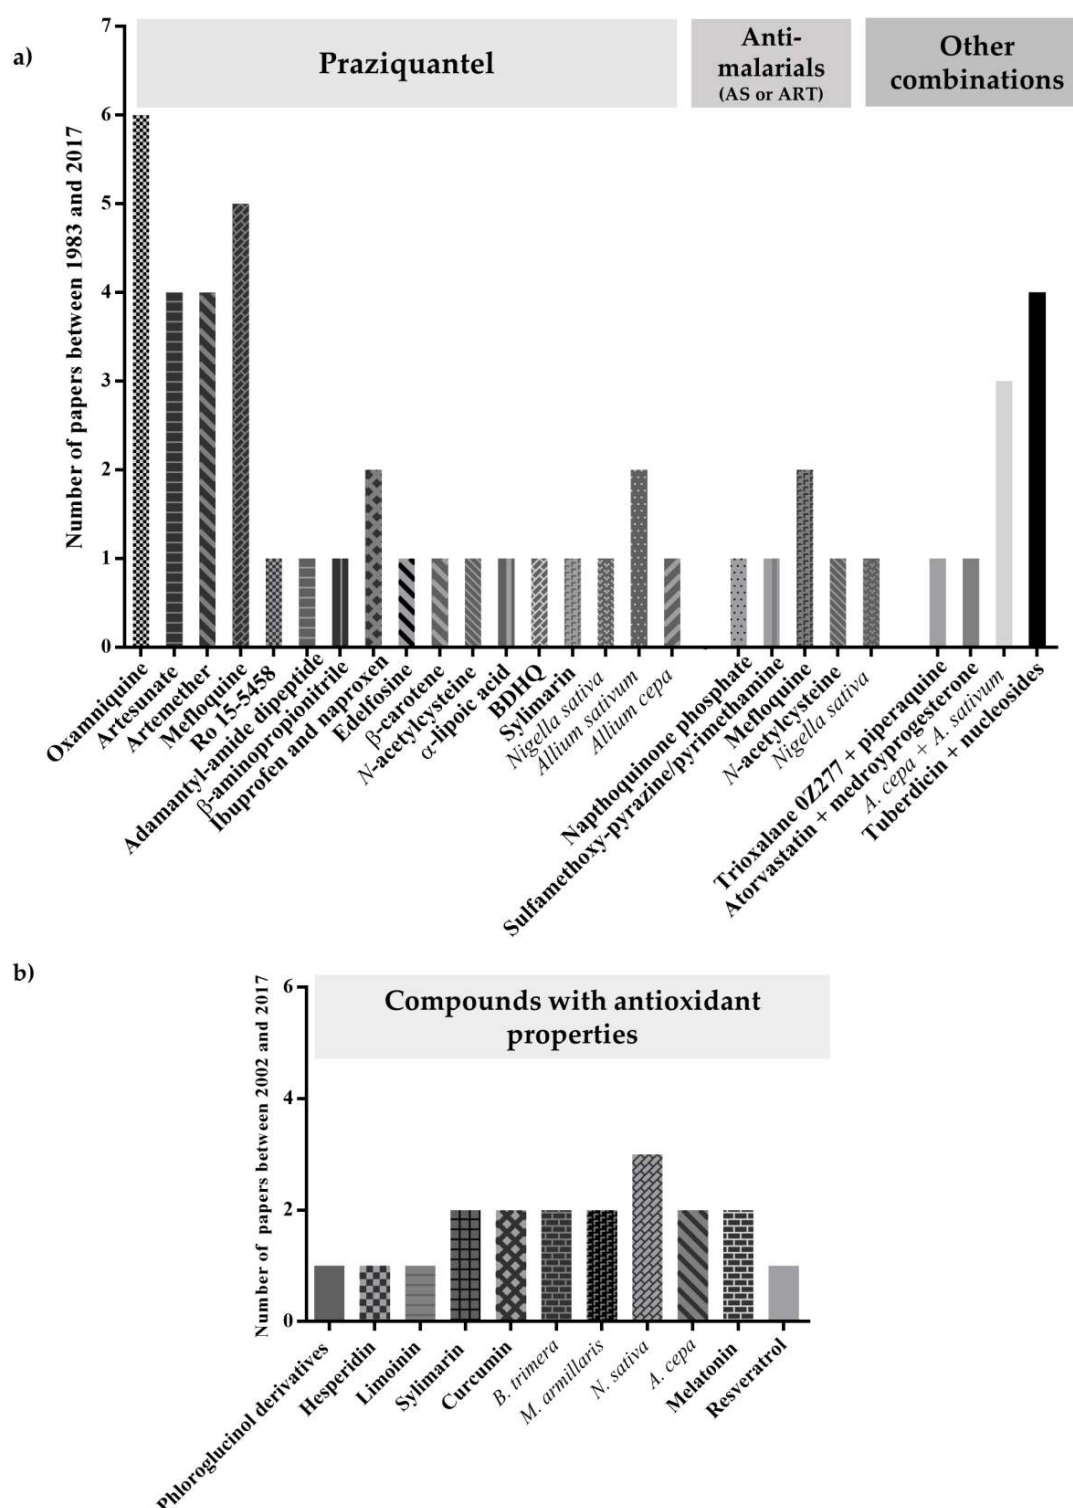 a)
Praziquantel
Anti-
malarials
(AS or ART)
Other
combinations
Number of papers between 1983 and 2017
7
6
5
4
3
2
1
0
Oxamniquine
Artesunate
Artemether
Mefloquine
Ro 15-5458
Adamantyl-amide dipeptide
β-aminopropionitrile
Ibuprofen and naproxen
Edelfosine
β-carotene
N-acetylcysteine
α-lipoic acid
BDHQ
Sylimarin
Nigella sativa
Allium sativum
Allium cepa
Napthoquinone phosphate
Sulfamethoxy-pyrazine/pyrimethamine
Mefloquine
N-acetylcysteine
Nigella sativa
Trioxalane 0Z277 + piperaquine
Atorvastatin + medroyprogesterone
A. cepa + A. sativum
Tuberdicin + nucleosides
b)
Compounds with antioxidant
properties
Number of papers between 2002 and 2017
6
4
2
0
Phloroglucinol derivatives
Hesperidin
Limoinin
Sylimarin
Curcumin
B. trimera
M. armillaris
N. sativa
A. cepa
Melatonin
Resveratrol